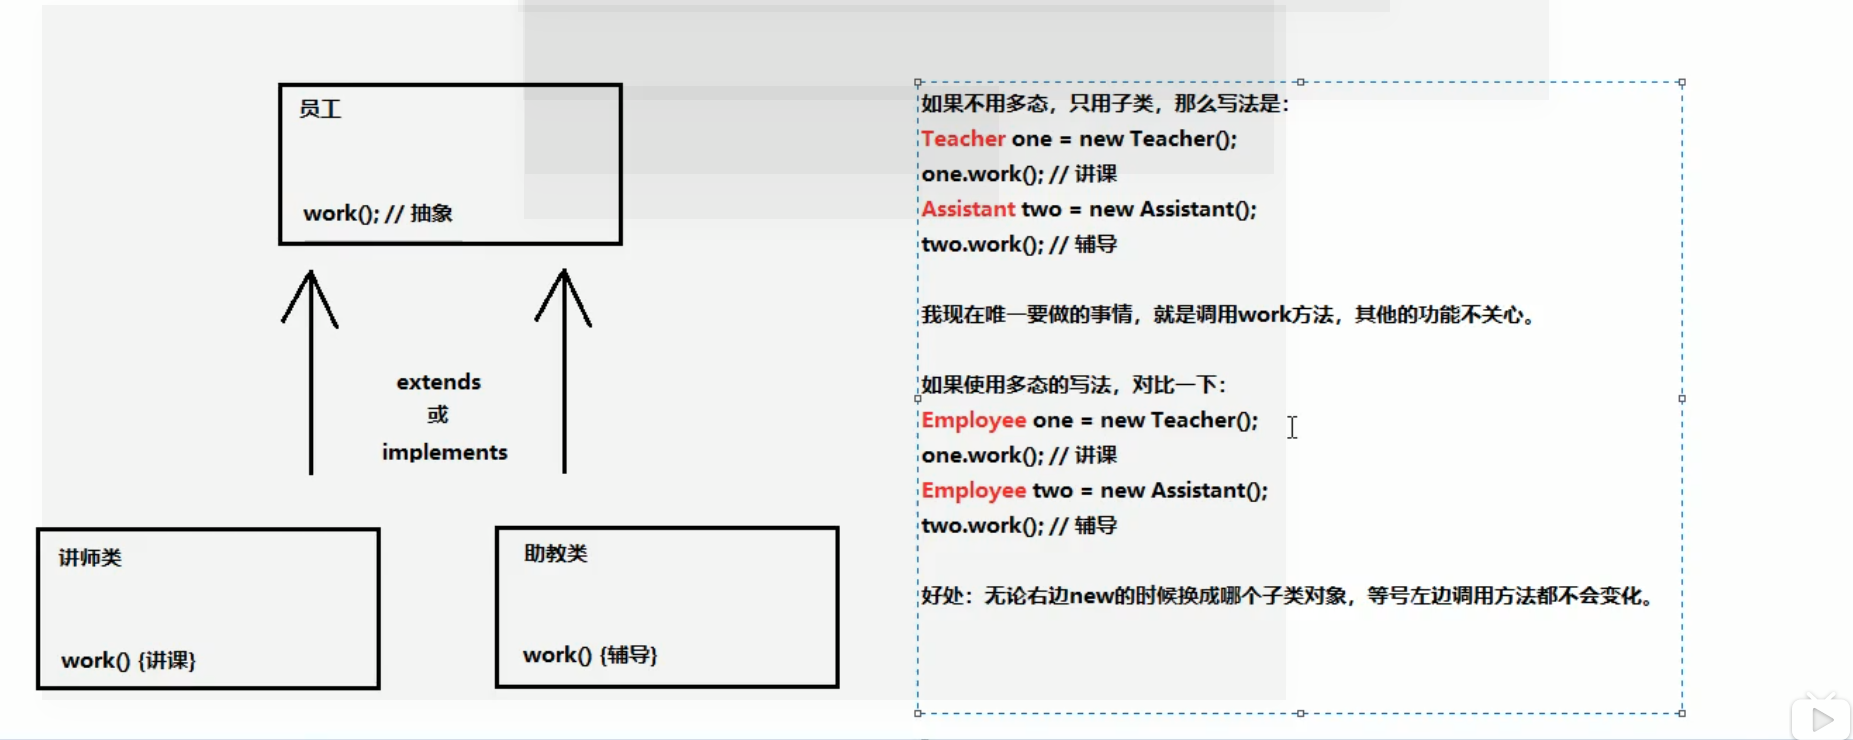 员工
work(); // 抽象
extends
或
implements
讲师类
work() {讲课}
助教类
work() {辅导}
如果不用多态，只用子类，那么写法是：
Teacher one = new Teacher();
one.work(); // 讲课
Assistant two = new Assistant();
two.work(); // 辅导
我现在唯一要做的事情，就是调用work方法，其他的功能不关心。
如果使用多态的写法，对比一下：
Employee one = new Teacher();
one.work(); // 讲课
Employee two = new Assistant();
two.work(); // 辅导
好处：无论右边new的时候换成哪个子类对象，等号左边调用方法都不会变化。